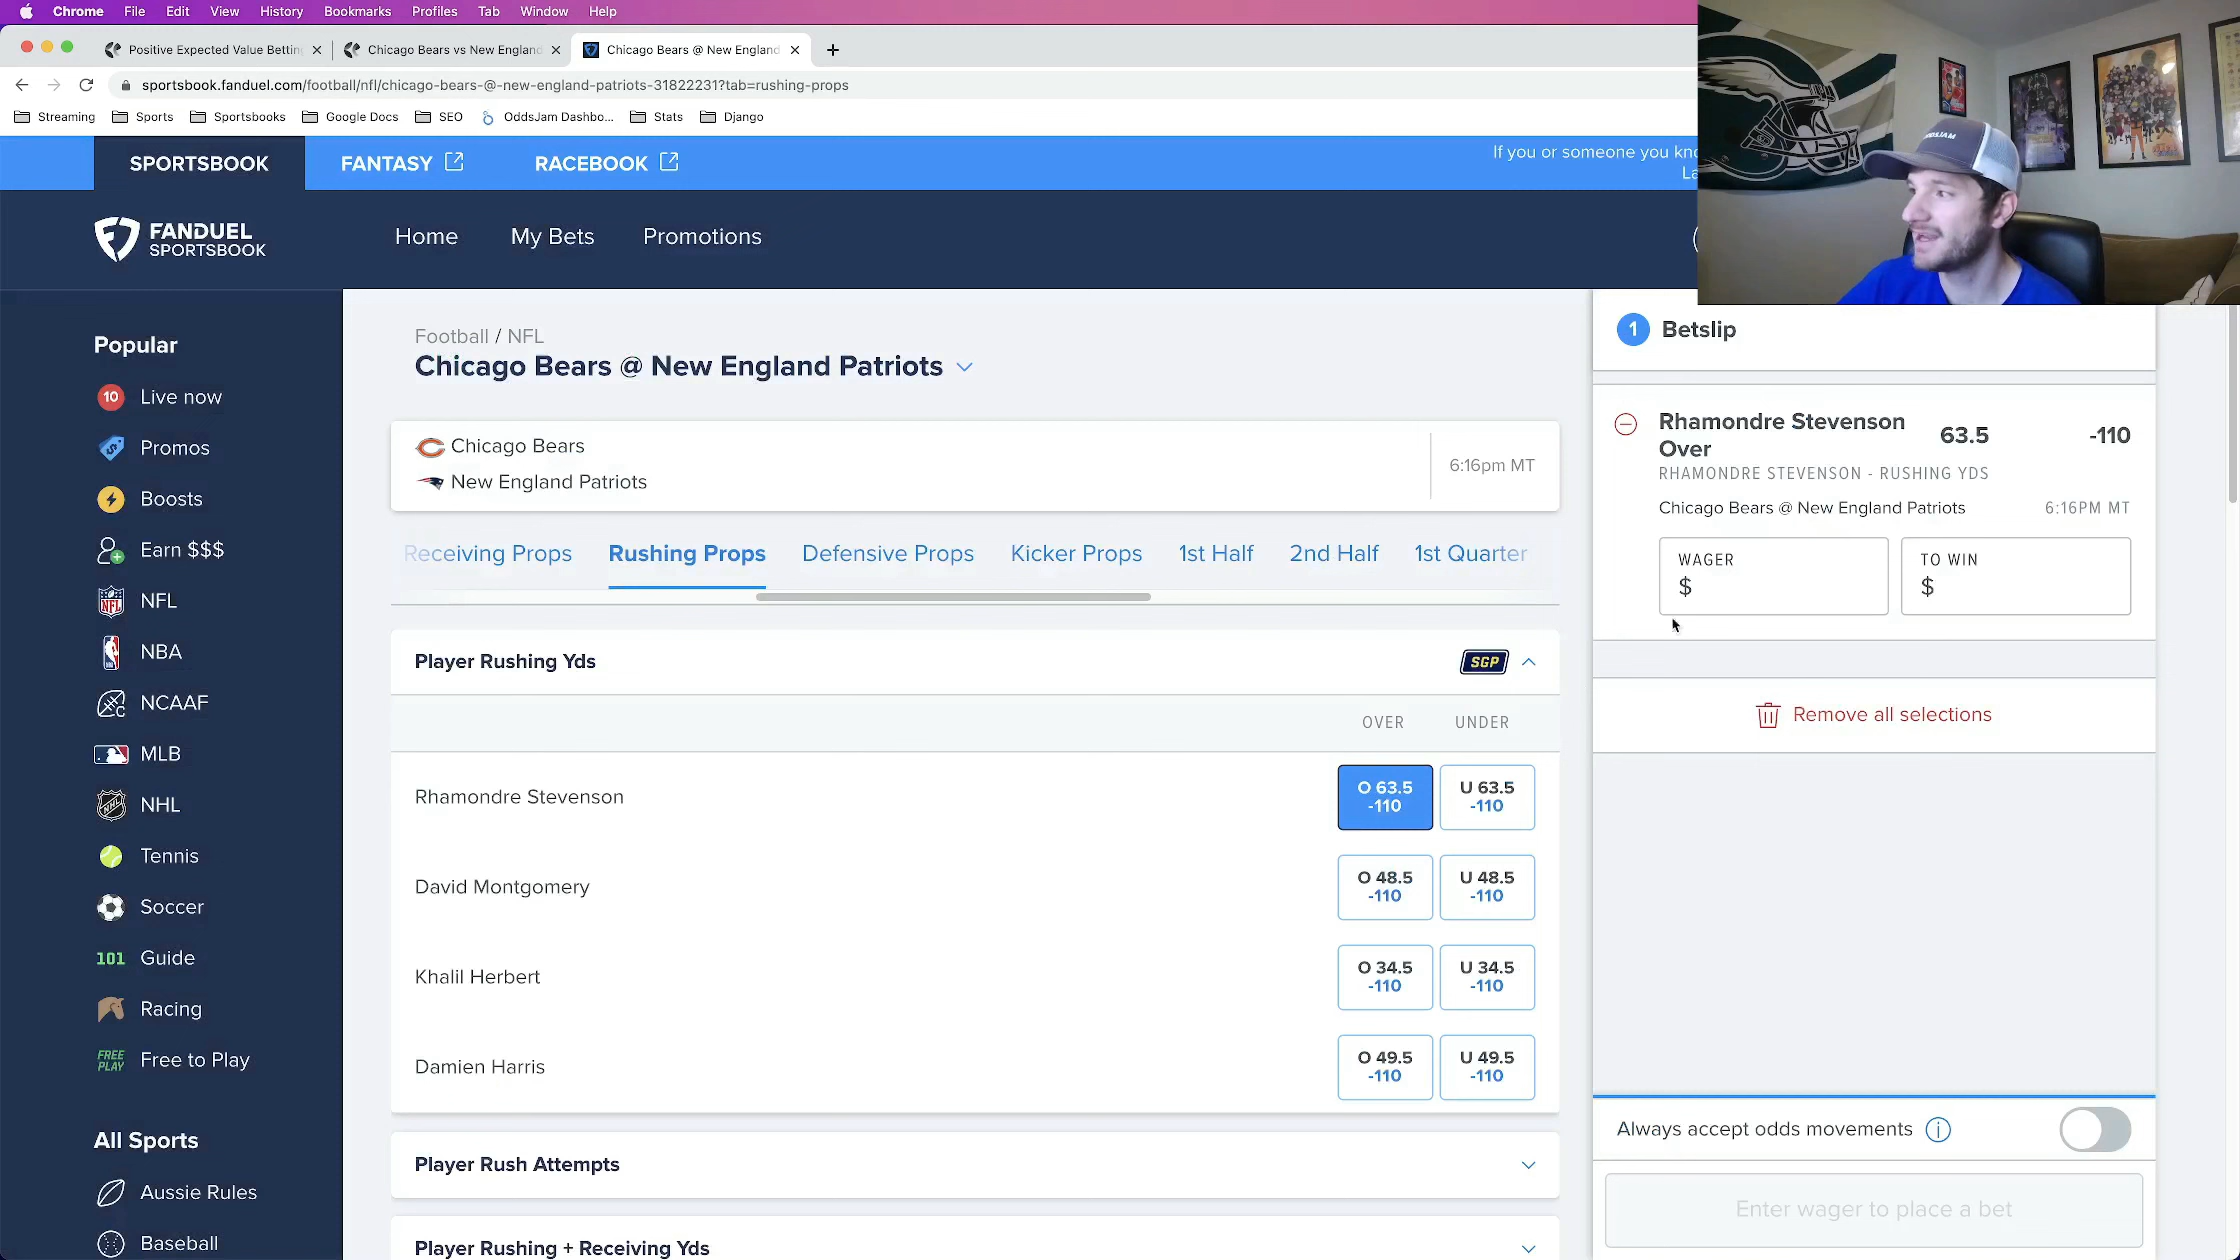 Chrome File Edit View History Bookmarks Profiles Tab Window Help
Positive Expected Value Bettin
Chicago Bears vs New England
Chicago Bears @ New England
sportsbook.fanduel.com/football/nfl/chicago-bears-@-new-england-patriots-31822231?tab=rushing-props
Streaming Sports Sportsbooks Google Docs SEO OddsJam Dashbo... Stats Django
SPORTSBOOK FANTASY RACEBOOK
If you or someone you kno
La
FANDUEL
SPORTSBOOK
Home My Bets Promotions
Popular
10 Live now
Promos
Boosts
Earn $$$
NFL
NBA
NCAAF
MLB
NHL
Tennis
Soccer
101 Guide
Racing
FREE PLAY Free to Play
All Sports
Aussie Rules
Baseball
Football / NFL
Chicago Bears @ New England Patriots
Chicago Bears
New England Patriots
6:16pm MT
Receiving Props Rushing Props Defensive Props Kicker Props 1st Half 2nd Half 1st Quarter
Player Rushing Yds SGP
OVER UNDER
Rhamondre Stevenson
O 63.5 U 63.5
-110 -110
David Montgomery
O 48.5 U 48.5
-110 -110
Khalil Herbert
O 34.5 U 34.5
-110 -110
Damien Harris
O 49.5 U 49.5
-110 -110
Player Rush Attempts
Player Rushing + Receiving Yds
1 Betslip
Rhamondre Stevenson
Over
63.5 -110
RHAMONDRE STEVENSON - RUSHING YDS
Chicago Bears @ New England Patriots 6:16PM MT
WAGER TO WIN
$ $
Remove all selections
Always accept odds movements
Enter wager to place a bet